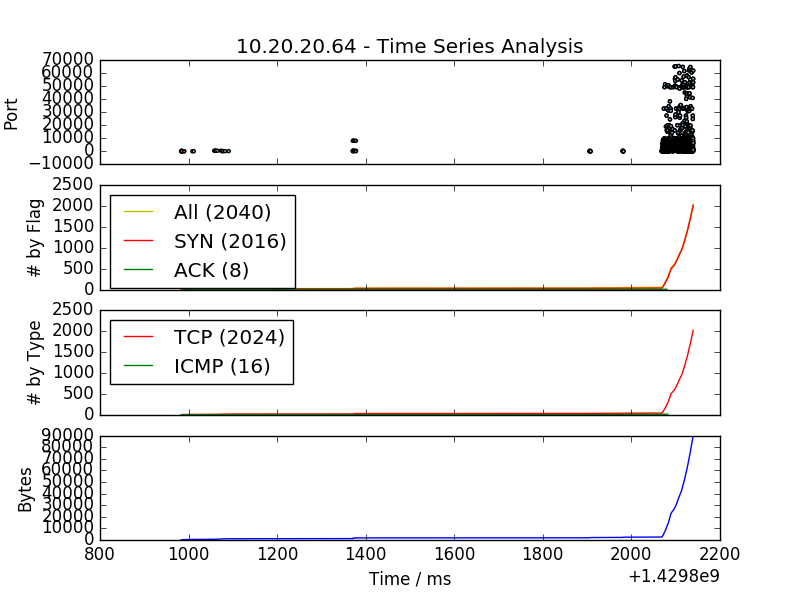 10.20.20.64 - Time Series Analysis
Port
70000
60000
50000
40000
30000
20000
10000
0
−10000
# by Flag
2500
2000
1500
1000
500
0
All (2040)
SYN (2016)
ACK (8)
# by Type
2500
2000
1500
1000
500
0
TCP (2024)
ICMP (16)
Bytes
90000
80000
70000
60000
50000
40000
30000
20000
10000
0
800 1000 1200 1400 1600 1800 2000 2200
Time / ms
+1.4298e9